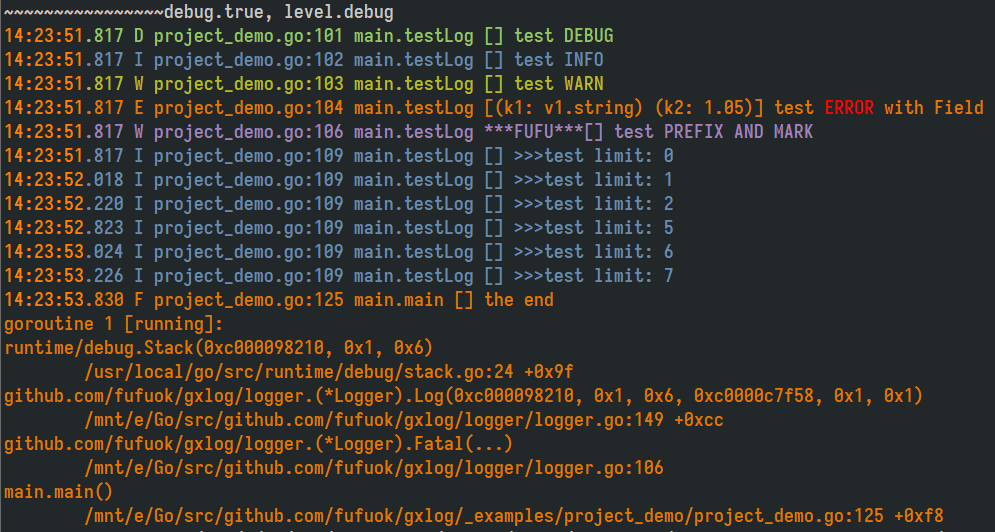 ~~~~~~~~~~~~~~~~debug.true, level.debug
14:23:51.817 D project_demo.go:101 main.testLog [] test DEBUG
14:23:51.817 I project_demo.go:102 main.testLog [] test INFO
14:23:51.817 W project_demo.go:103 main.testLog [] test WARN
14:23:51.817 E project_demo.go:104 main.testLog [(k1: v1.string) (k2: 1.05)] test ERROR with Field
14:23:51.817 W project_demo.go:106 main.testLog ***FUFU***[] test PREFIX AND MARK
14:23:51.817 I project_demo.go:109 main.testLog [] >>>test limit: 0
14:23:52.018 I project_demo.go:109 main.testLog [] >>>test limit: 1
14:23:52.220 I project_demo.go:109 main.testLog [] >>>test limit: 2
14:23:52.823 I project_demo.go:109 main.testLog [] >>>test limit: 5
14:23:53.024 I project_demo.go:109 main.testLog [] >>>test limit: 6
14:23:53.226 I project_demo.go:109 main.testLog [] >>>test limit: 7
14:23:53.830 F project_demo.go:125 main.main [] the end
goroutine 1 [running]:
runtime/debug.Stack(0xc000098210, 0x1, 0x6)
        /usr/local/go/src/runtime/debug/stack.go:24 +0x9f
github.com/fufuok/gxlog/logger.(*Logger).Log(0xc000098210, 0x1, 0x6, 0xc0000c7f58, 0x1, 0x1)
        /mnt/e/Go/src/github.com/fufuok/gxlog/logger/logger.go:149 +0xcc
github.com/fufuok/gxlog/logger.(*Logger).Fatal(...)
        /mnt/e/Go/src/github.com/fufuok/gxlog/logger/logger.go:106
main.main()
        /mnt/e/Go/src/github.com/fufuok/gxlog/_examples/project_demo/project_demo.go:125 +0xf8